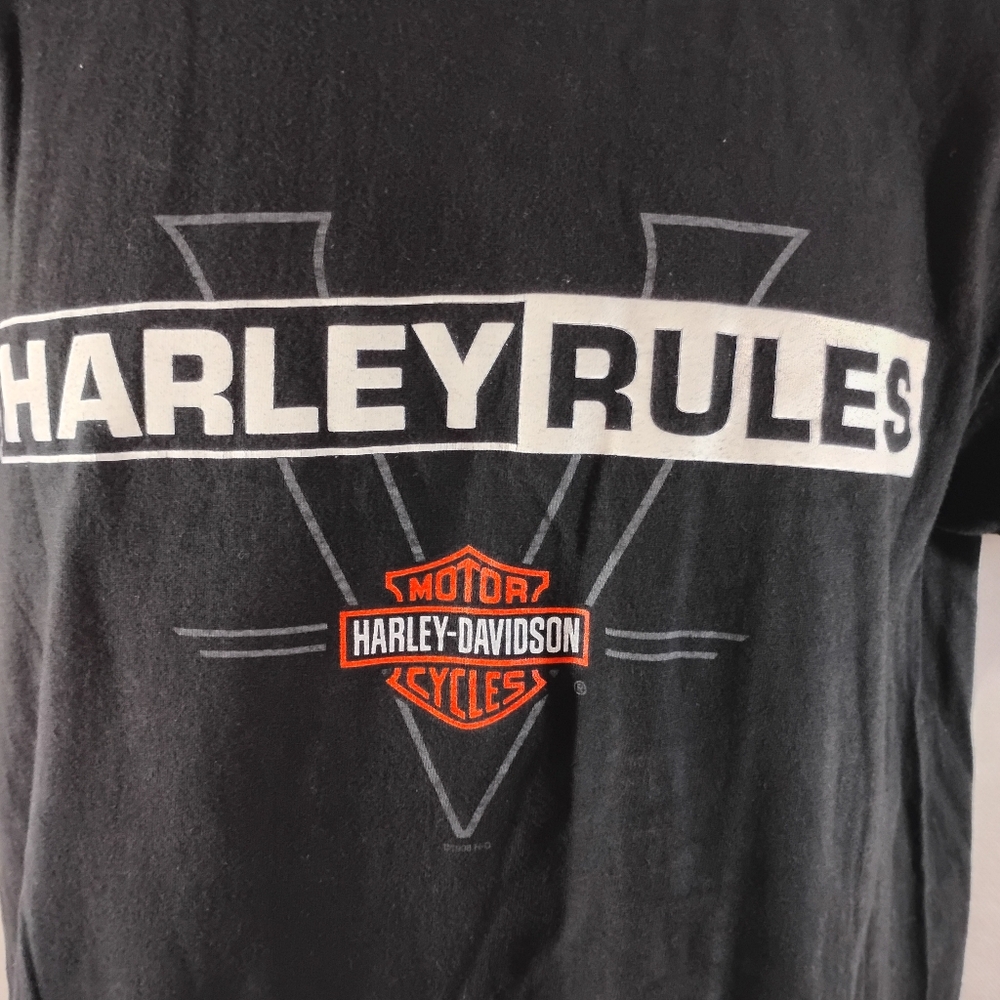 HARLEY RULES
MOTOR
HARLEY-DAVIDSON
CYCLES
®